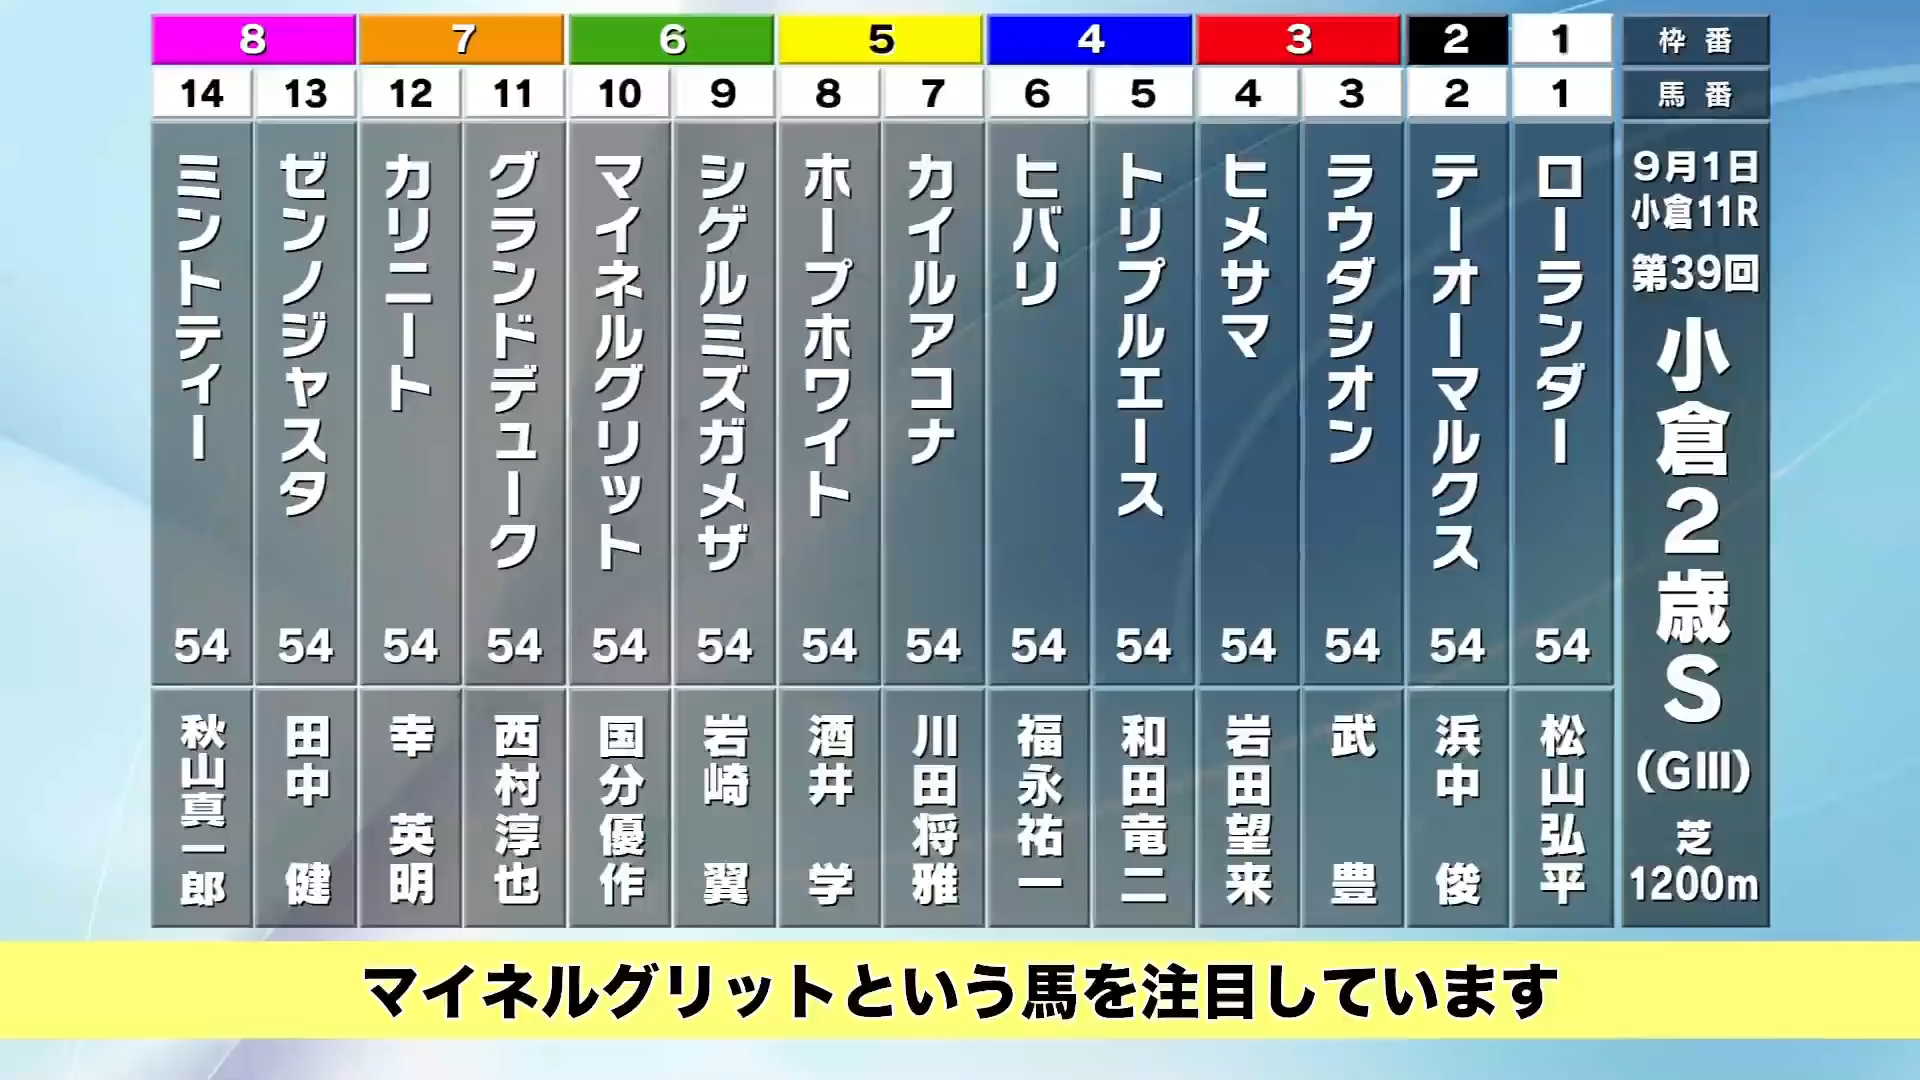 枠番
馬番
9月1日
小倉11R
第39回
小倉2歳S
(GⅢ)
芝
1200m
1
1
ローランダー
54
松山弘平
2
2
テーオーマルクス
54
浜中俊
3
3
ラウダシオン
54
武豊
4
ヒメサマ
54
岩田望来
4
5
トリプルエース
54
和田竜二
6
ヒバリ
54
福永祐一
5
7
カイルアコナ
54
川田将雅
8
ホープホワイト
54
酒井学
6
9
シゲルミズガメザ
54
岩崎翼
10
マイネルグリット
54
国分優作
7
11
グランドデューク
54
西村淳也
12
カリニート
54
幸英明
8
13
ゼンノジャスタ
54
田中健
14
ミントティー
54
秋山真一郎
マイネルグリットという馬を注目しています